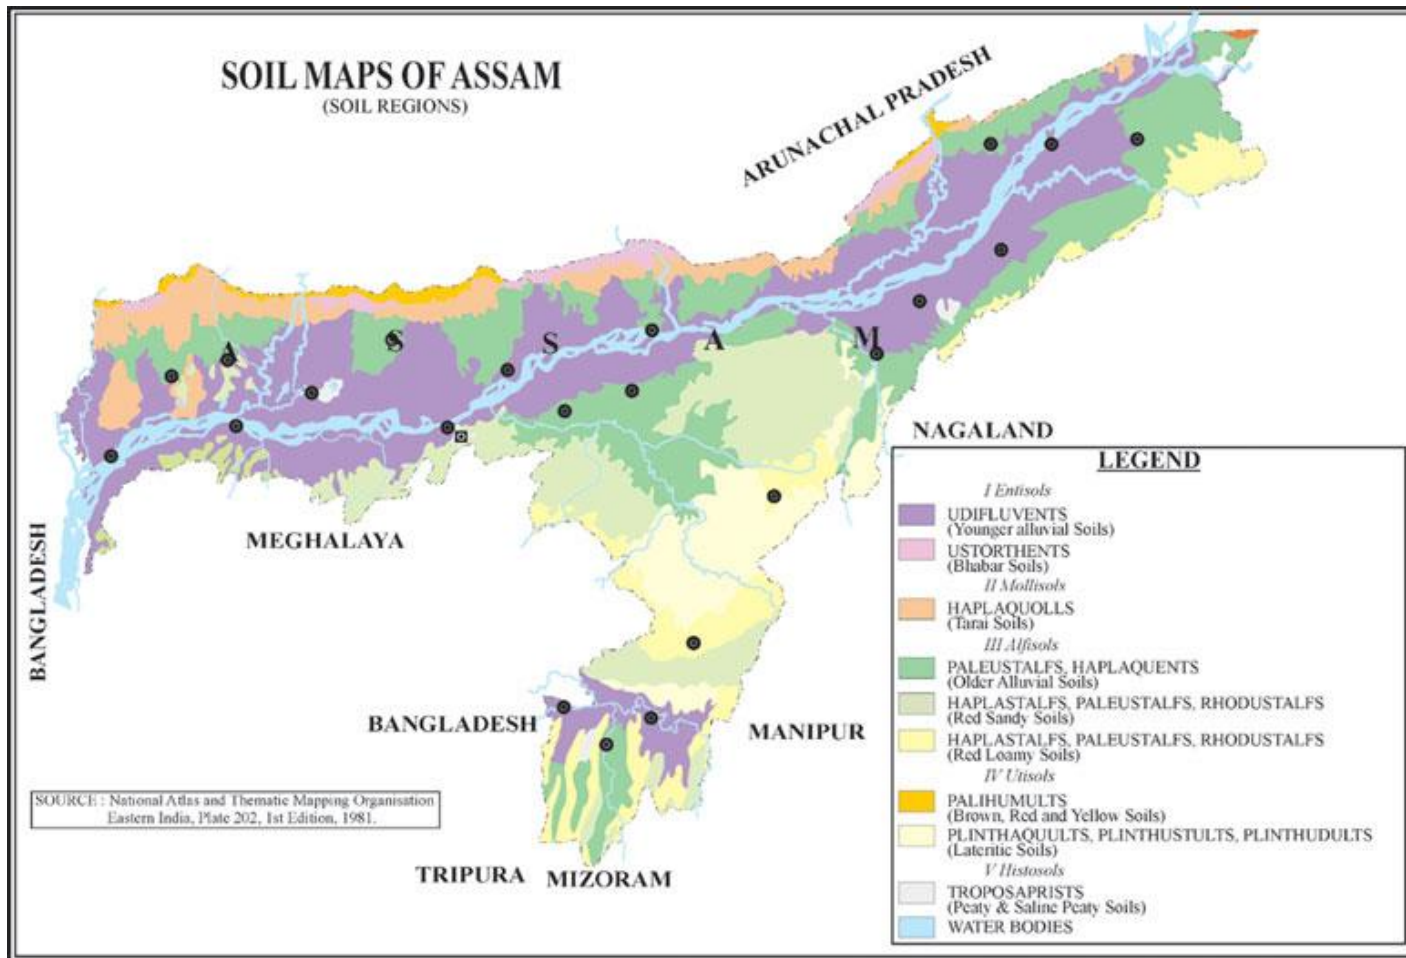 SOIL MAPS OF ASSAM
(SOIL REGIONS)
ARUNACHAL PRADESH
A S S A M
NAGALAND
MEGHALAYA
BANGLADESH
BANGLADESH
MANIPUR
TRIPURA
MIZORAM
SOURCE : National Atlas and Thematic Mapping Organisation
Eastern India, Plate 202, 1st Edition, 1981.
LEGEND
I Entisols
UDIFLUVENTS
(Younger alluvial Soils)
USTORTHENTS
(Bhabar Soils)
II Mollisols
HAPLAQUOLLS
(Tarai Soils)
III Alfisols
PALEUSTALFS, HAPLAQUENTS
(Older Alluvial Soils)
HAPLASTALFS, PALEUSTALFS, RHODUSTALFS
(Red Sandy Soils)
HAPLASTALFS, PALEUSTALFS, RHODUSTALFS
(Red Loamy Soils)
IV Utisols
PALIHUMULTS
(Brown, Red and Yellow Soils)
PLINTHAQUULTS, PLINTHUSTULTS, PLINTHUDULTS
(Lateritic Soils)
V Histosols
TROPOSAPRISTS
(Peaty & Saline Peaty Soils)
WATER BODIES